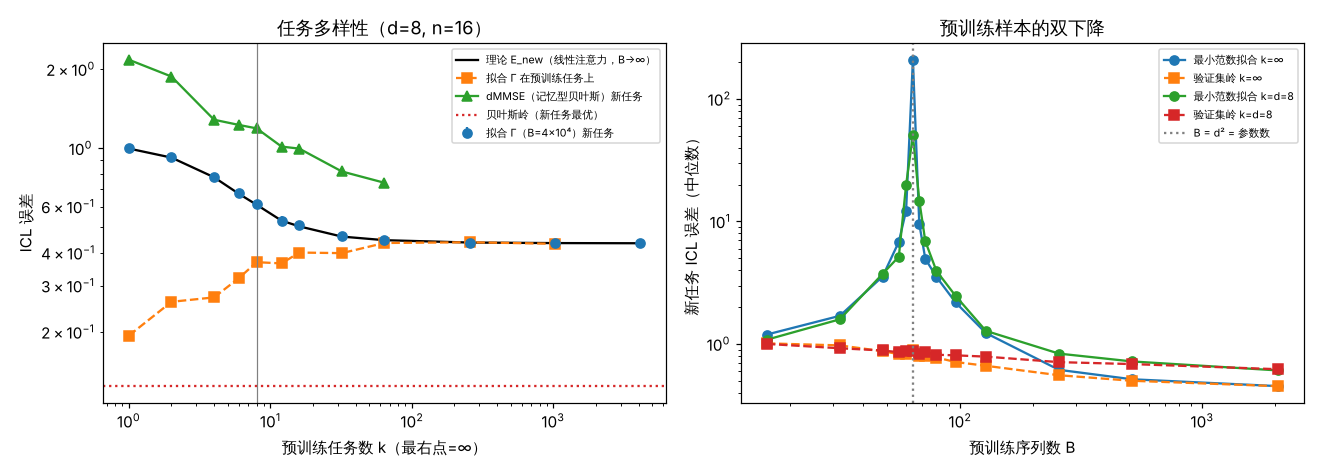 任务多样性（d=8, n=16）
2 × 10⁰
10⁰
6 × 10⁻¹
4 × 10⁻¹
3 × 10⁻¹
2 × 10⁻¹
ICL 误差
理论 E_new（线性注意力，B→∞）
拟合 Γ 在预训练任务上
dMMSE（记忆型贝叶斯）新任务
贝叶斯岭（新任务最优）
拟合 Γ（B=4×10⁴）新任务
10⁰
10¹
10²
10³
预训练任务数 k（最右点=∞）
预训练样本的双下降
10²
10¹
10⁰
新任务 ICL 误差（中位数）
最小范数拟合 k=∞
验证集岭 k=∞
最小范数拟合 k=d=8
验证集岭 k=d=8
B = d² = 参数数
10²
10³
预训练序列数 B